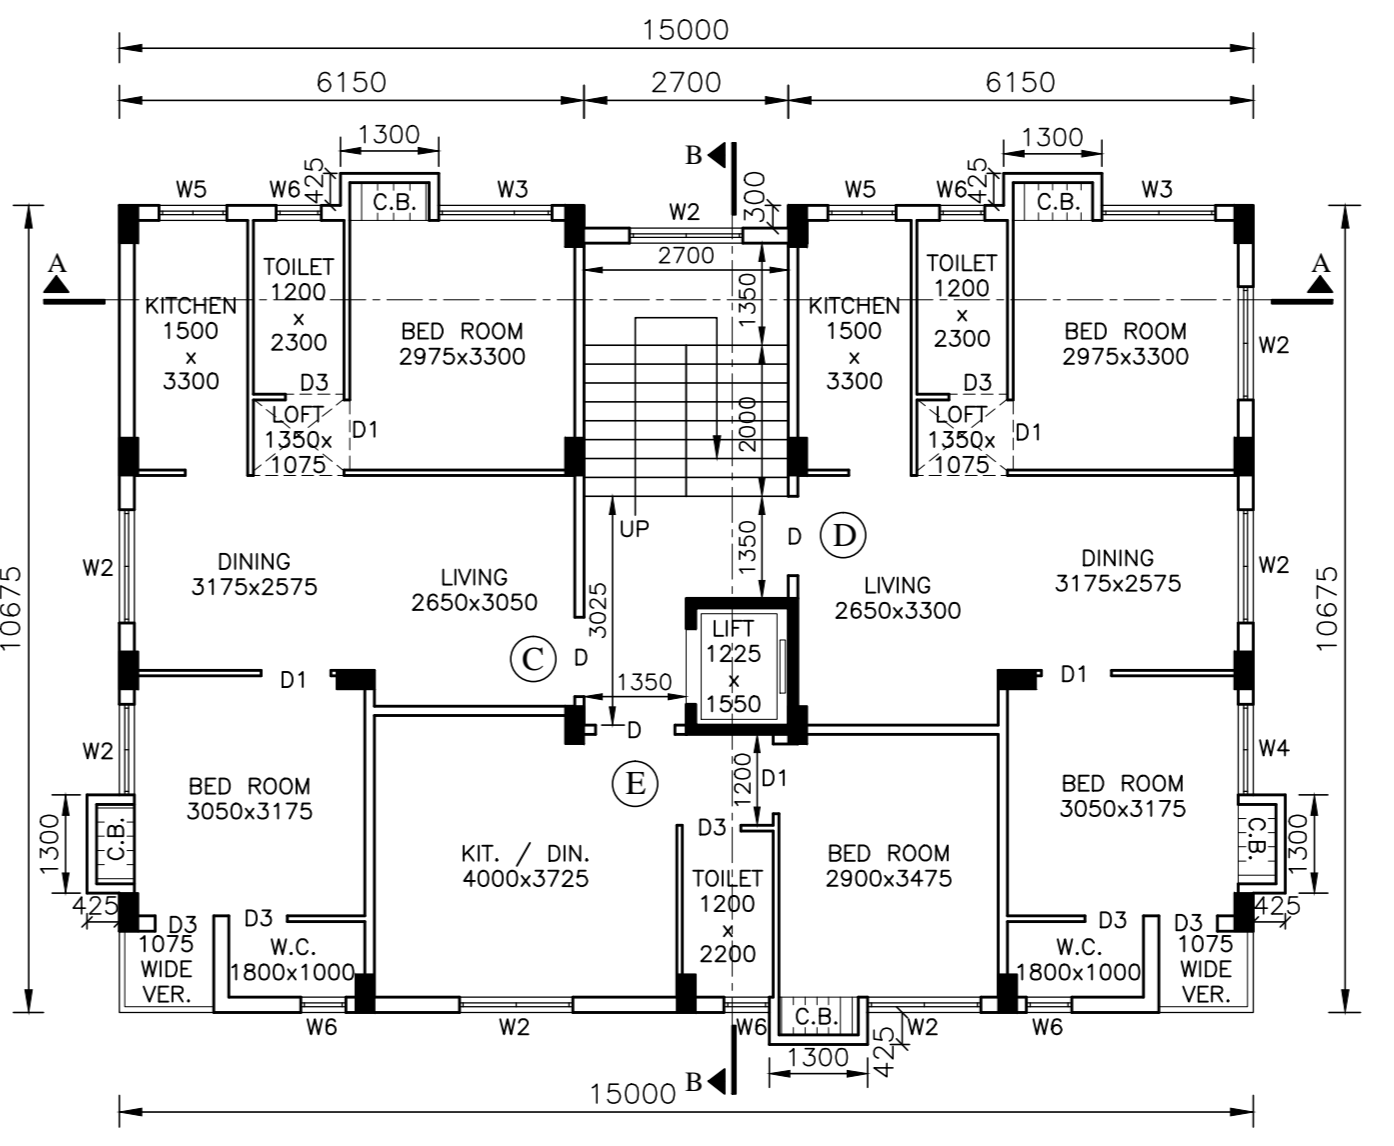 15000
6150 2700 6150
1300 1300
B
425 425
W5 W6 C.B. W3 W2 300 W5 W6 C.B. W3
A A
2700
1350
TOILET
1200
x
2300
KITCHEN
1500
x
3300
BED ROOM
2975x3300
TOILET
1200
x
2300
KITCHEN
1500
x
3300
BED ROOM
2975x3300
W2
D3 D3
LOFT
1350x
1075
D1
2000
LOFT
1350x
1075
D1
UP
1350
D D
W2
DINING
3175x2575
LIVING
2650x3050
3025
LIVING
2650x3300
DINING
3175x2575
W2
10675 10675
C D
LIFT
1225
x
1550
1350
D1 D1
D
E
W2
W4
1200
D1
BED ROOM
3050x3175
BED ROOM
3050x3175
1300
C.B.
C.B.
1300
D3
KIT. / DIN.
4000x3725
TOILET
1200
x
2200
BED ROOM
2900x3475
425 425
D3 D3 D3 D3
1075
WIDE
VER.
W.C.
1800x1000
W.C.
1800x1000
1075
WIDE
VER.
W6 W2 W6 C.B. W2 W6
425
1300
B
15000